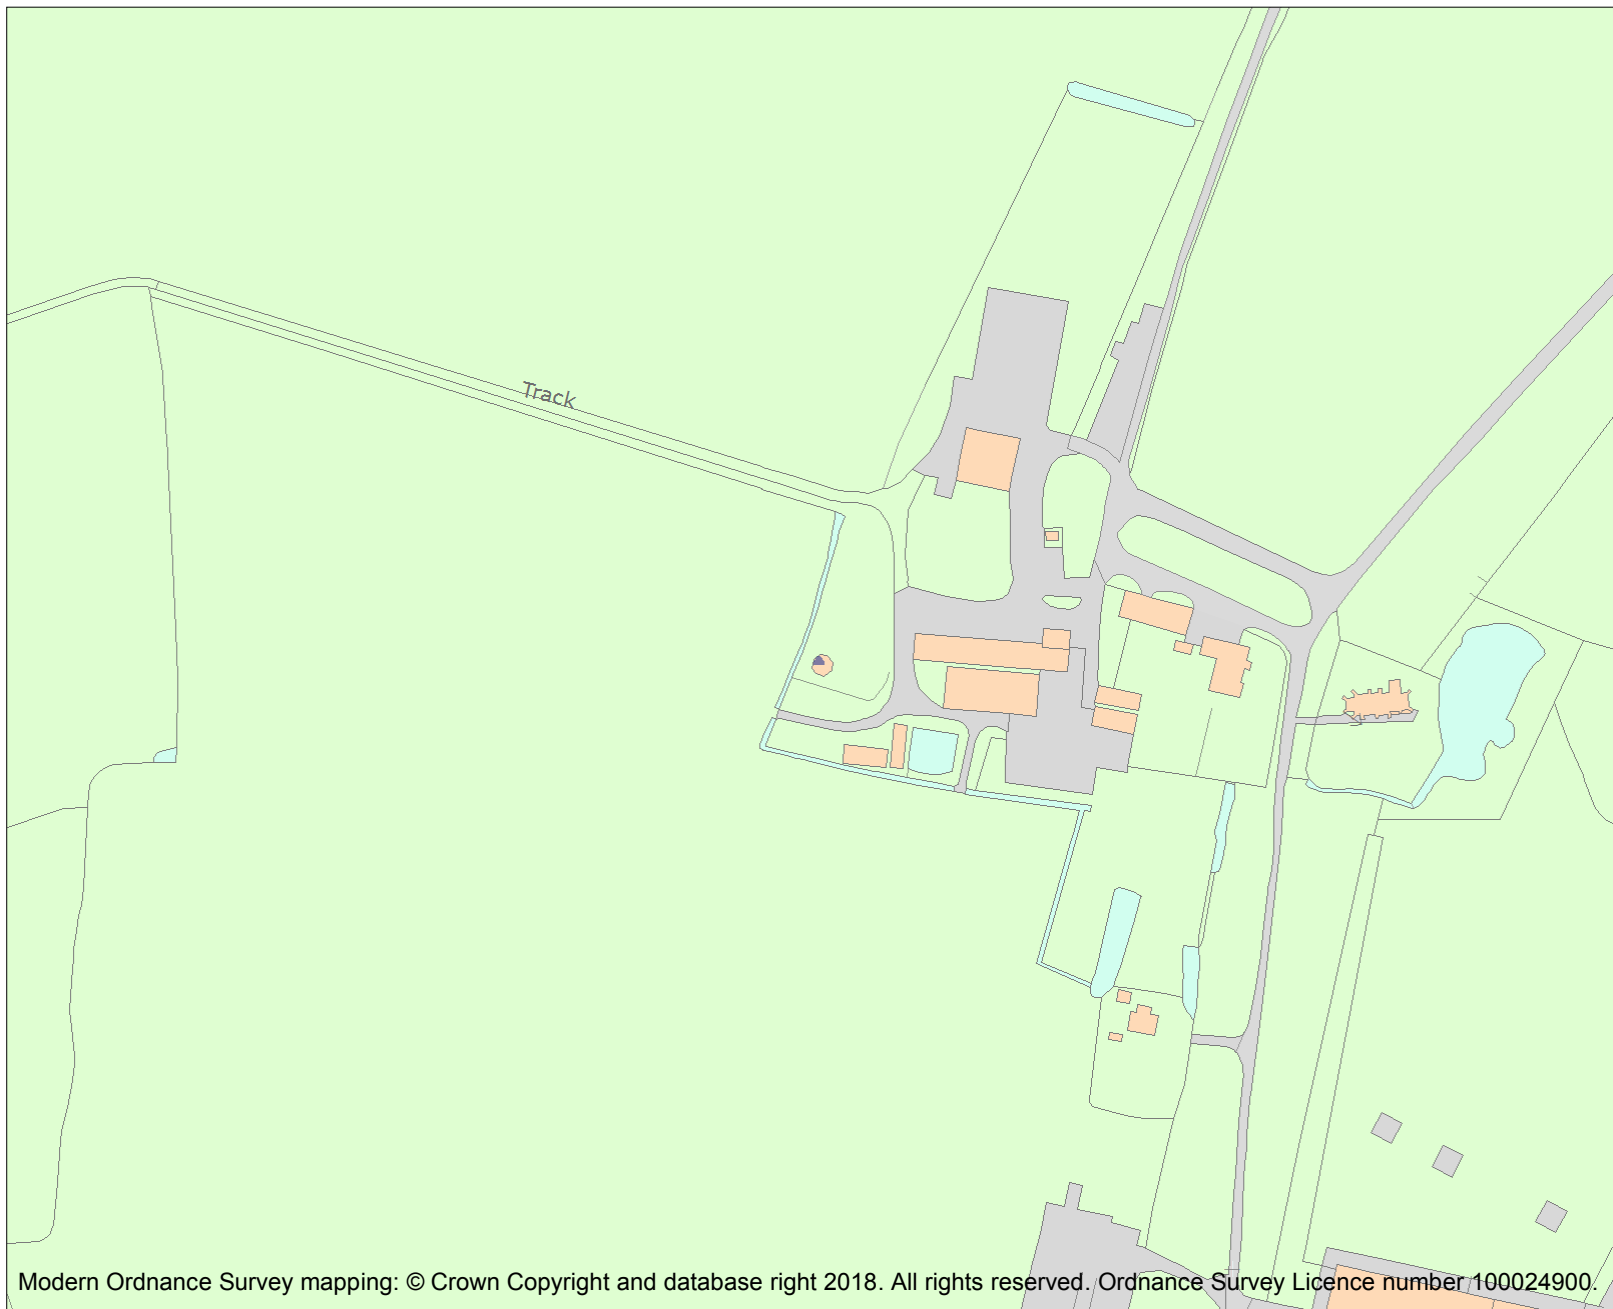 Track
Modern Ordnance Survey mapping: © Crown Copyright and database right 2018. All rights reserved. Ordnance Survey Licence number 100024900.